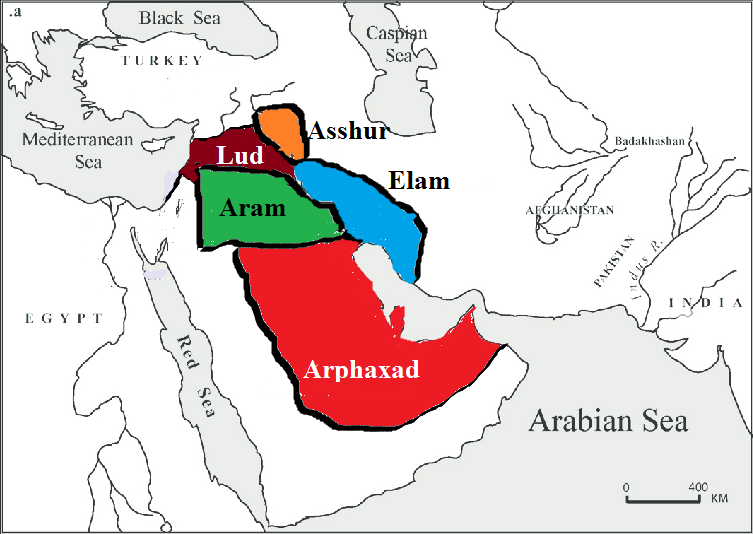 .a
Black Sea
Caspian
Sea
TURKEY
Asshur
Mediterranean
Sea
Lud
Badakhashan
Elam
Aram
AFGHANISTAN
PAKISTAN
Indus R.
INDIA
EGYPT
Red Sea
Arphaxad
Arabian Sea
0 400
KM